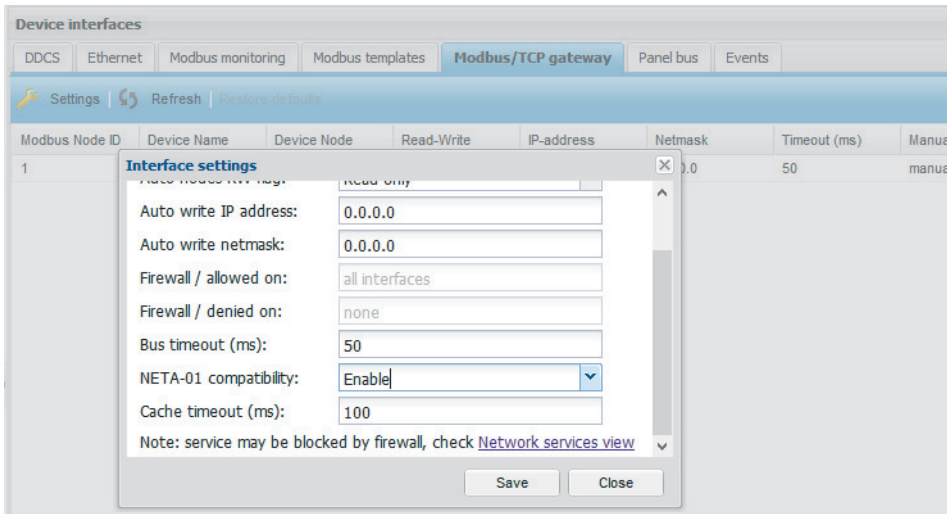 Device interfaces
DDCS Ethernet Modbus monitoring Modbus templates Modbus/TCP gateway Panel bus Events
Settings Refresh Restore defaults
Modbus Node ID Device Name Device Node Read-Write IP-address Netmask Timeout (ms) Manua
1 0.0 50 manua
Interface settings
Read-only
Auto write IP address: 0.0.0.0
Auto write netmask: 0.0.0.0
Firewall / allowed on: all interfaces
Firewall / denied on: none
Bus timeout (ms): 50
NETA-01 compatibility: Enable
Cache timeout (ms): 100
Note: service may be blocked by firewall, check Network services view
Save Close